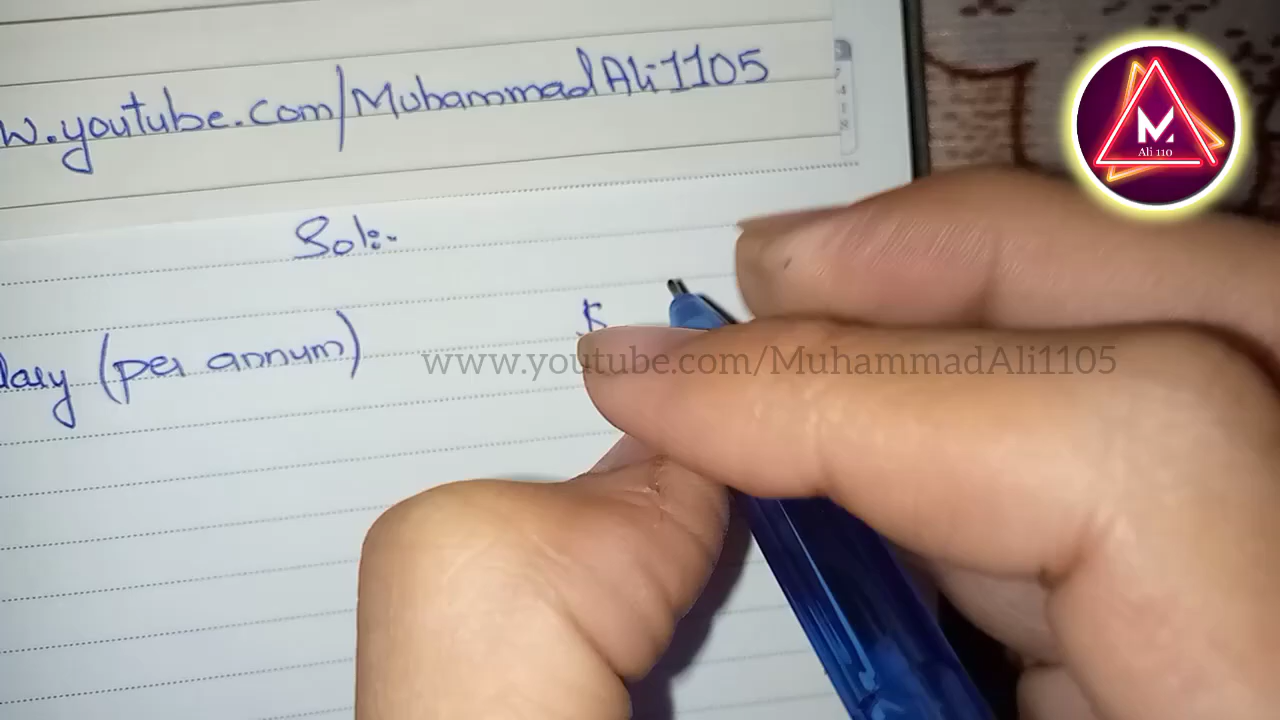 w.youtube.com/MuhammadAli1105
Sol:-
lary (per annum)
www.youtube.com/MuhammadAli1105
M
Ali 110